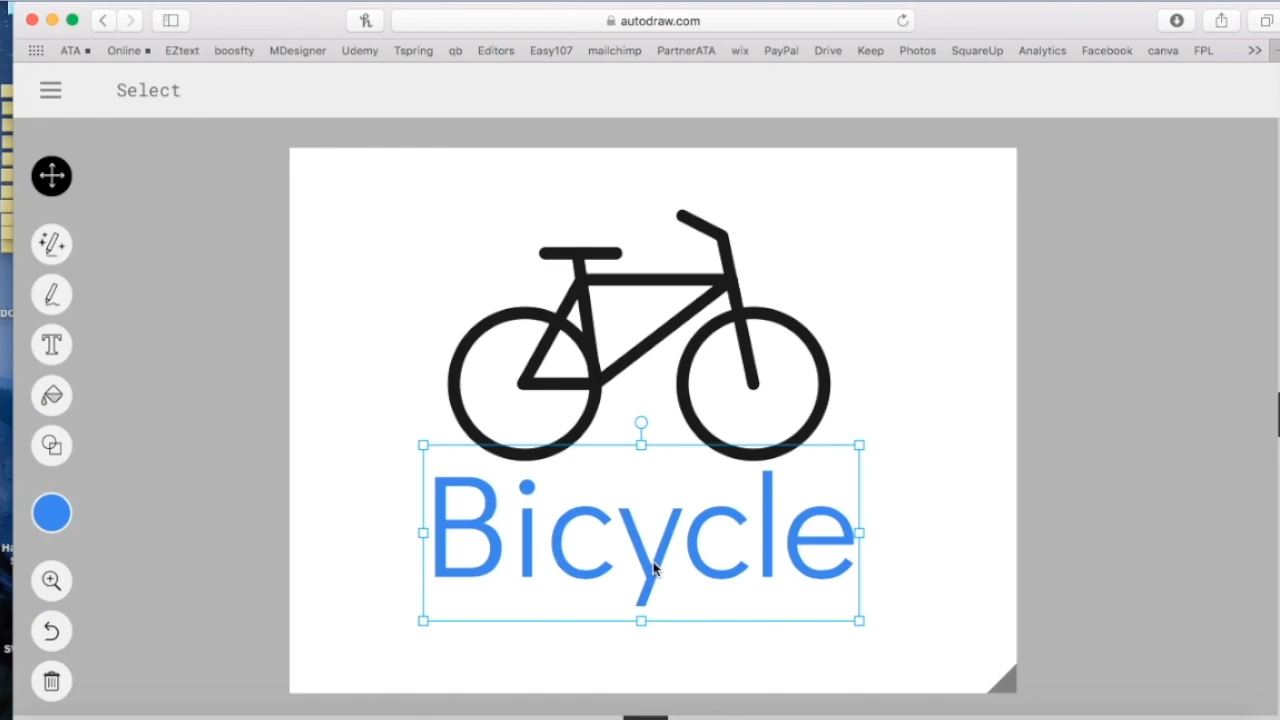 autodraw.com
ATA Online EZtext boosfty MDesigner Udemy Tspring qb Editors Easy107 mailchimp PartnerATA wix PayPal Drive Keep Photos SquareUp Analytics Facebook canva FPL
Select
Bicycle